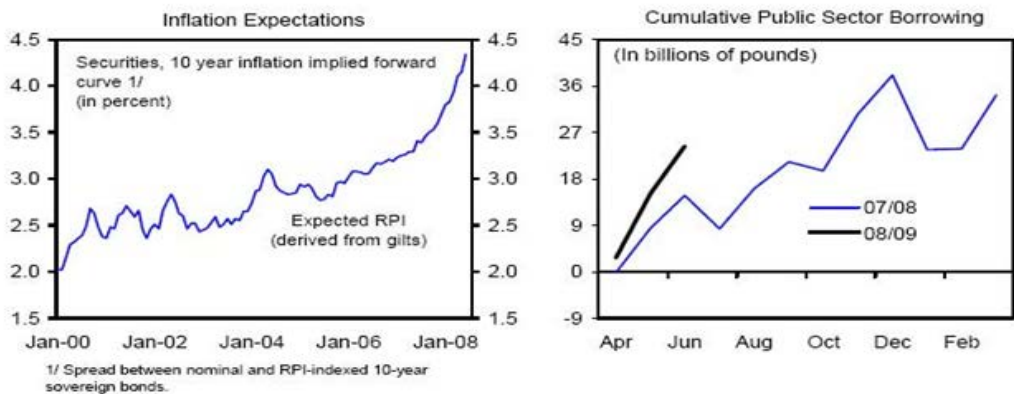 Inflation Expectations
4.5
4.0
3.5
3.0
2.5
2.0
1.5
Securities, 10 year inflation implied forward
curve 1/
(in percent)
Expected RPI
(derived from gilts)
4.5
4.0
3.5
3.0
2.5
2.0
1.5
Jan-00 Jan-02 Jan-04 Jan-06 Jan-08
1/ Spread between nominal and RPI-indexed 10-year
sovereign bonds.
Cumulative Public Sector Borrowing
45
36
27
18
9
0
-9
(In billions of pounds)
07/08
08/09
Apr Jun Aug Oct Dec Feb